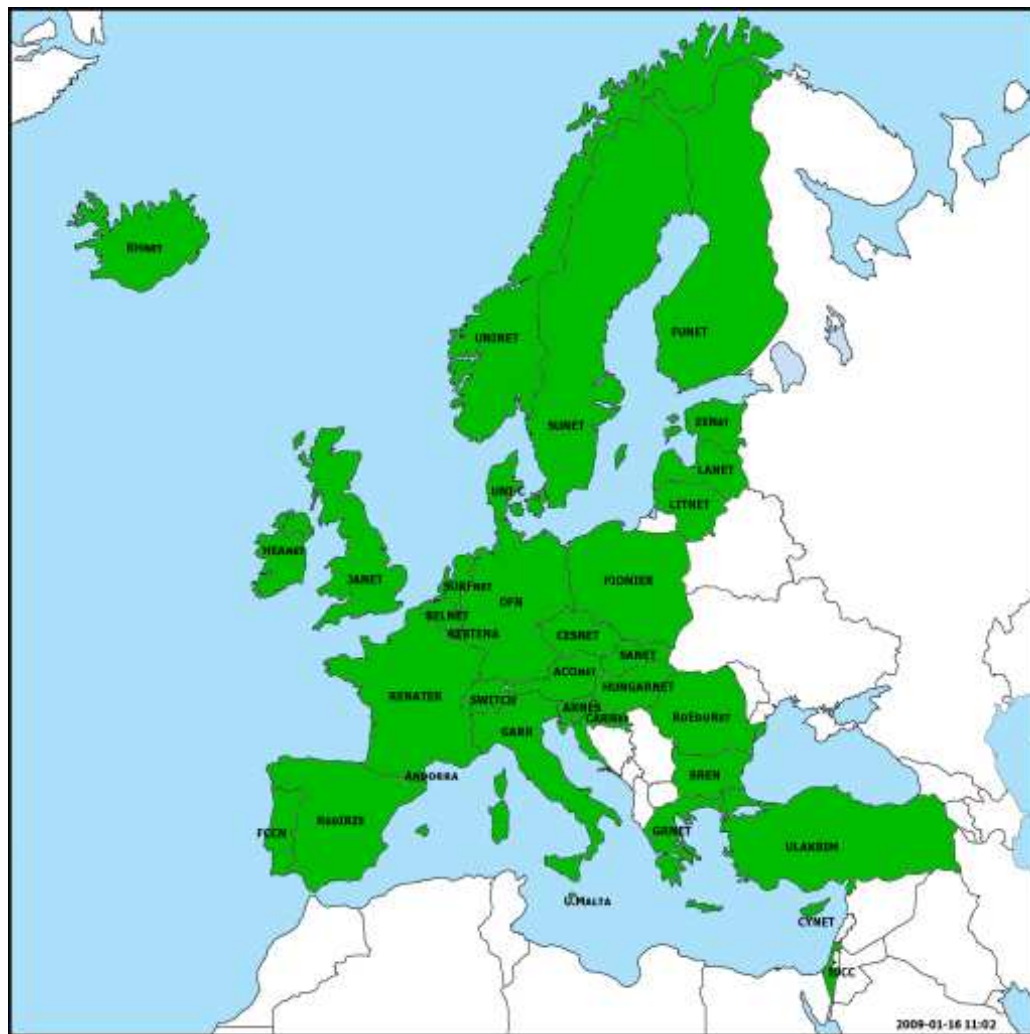 RHnet
UNINET
FUNET
SUNET
EENet
LANET
LITNET
UNI-C
HEAnet
JANET
SURFnet
DFN
PIONIER
BELNET
RESTENA
CESNET
SANET
ACOnet
HUNGARNET
RENATER
SWITCH
ARNES
CARNet
RoEduNet
GARR
BREN
Andorra
FCCN
RedIRIS
GRNET
ULAKBIM
U.Malta
CYNET
IUCC
2009-01-16 11:02